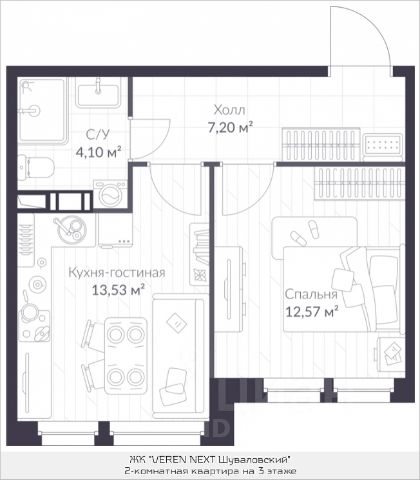 Холл
7,20 м²
С/У
4,10 м²
Кухня-гостиная
13,53 м²
Спальня
12,57 м²
ЖК "VEREN NEXT Шуваловский"
2-комнатная квартира на 3 этаже